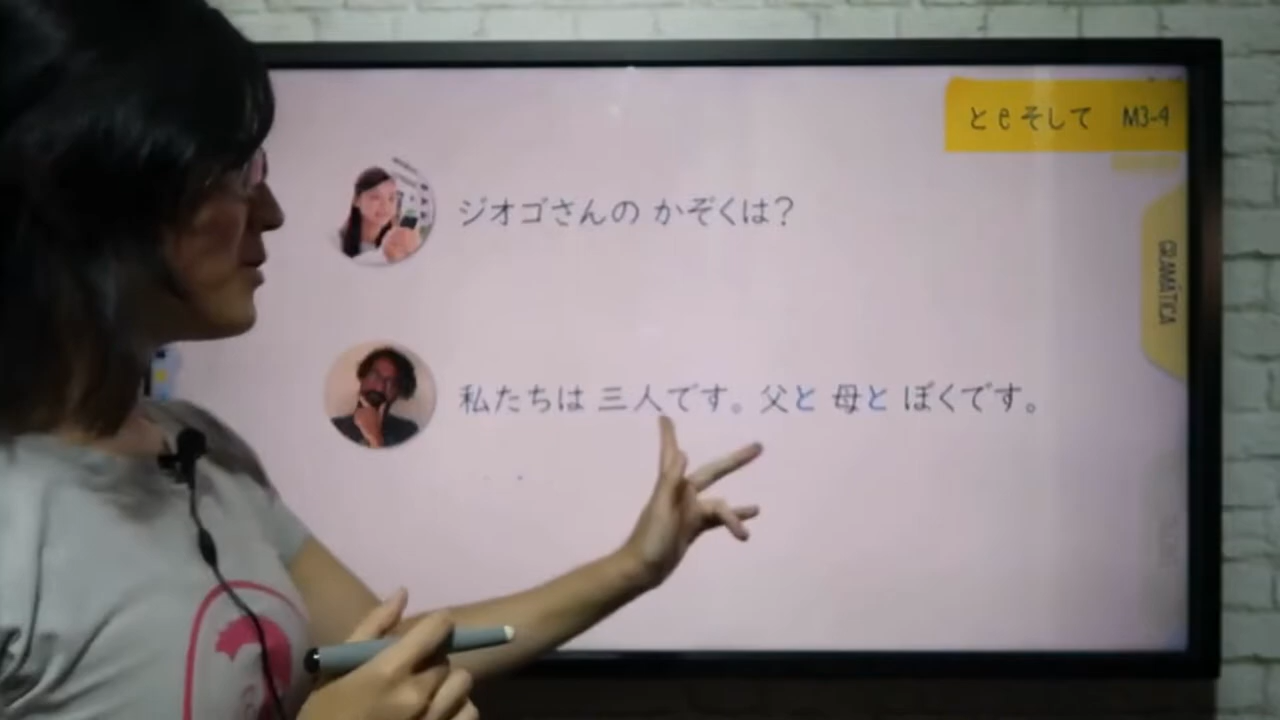 と e そして M3-4
ジオゴさんの かぞくは？
GRAMÁTICA
私たちは 三人です。父と 母と ぼくです。